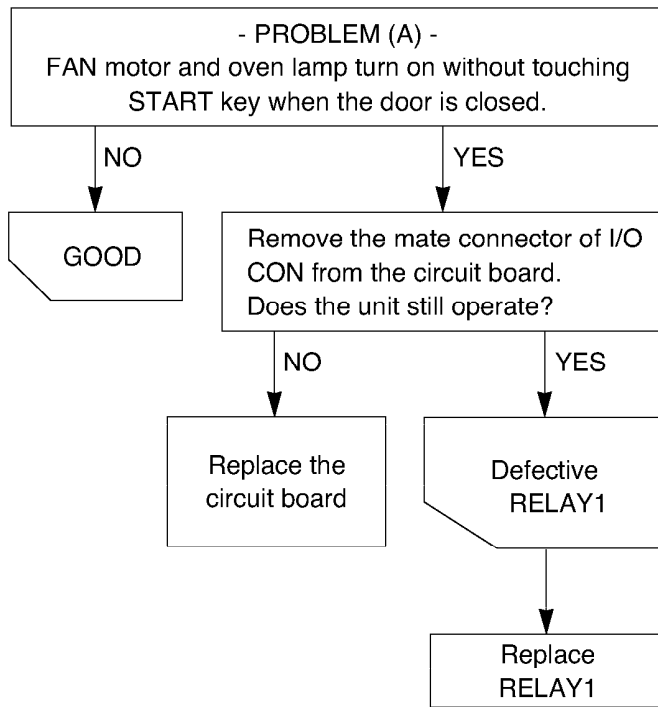 - PROBLEM (A) -
FAN motor and oven lamp turn on without touching
START key when the door is closed.
NO
YES
GOOD
Remove the mate connector of I/O
CON from the circuit board.
Does the unit still operate?
NO
YES
Replace the
circuit board
Defective
RELAY1
Replace
RELAY1